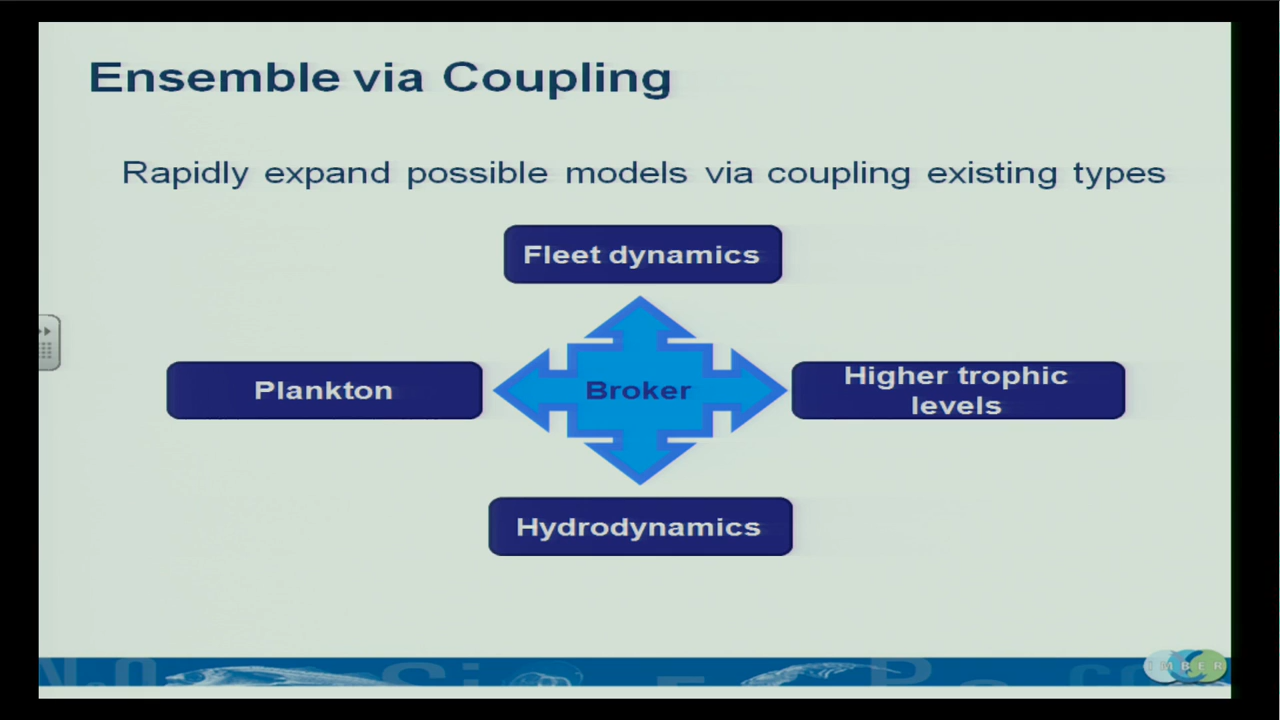 Ensemble via Coupling
Rapidly expand possible models via coupling existing types
Fleet dynamics
Plankton
Broker
Higher trophic
levels
Hydrodynamics
IMBER